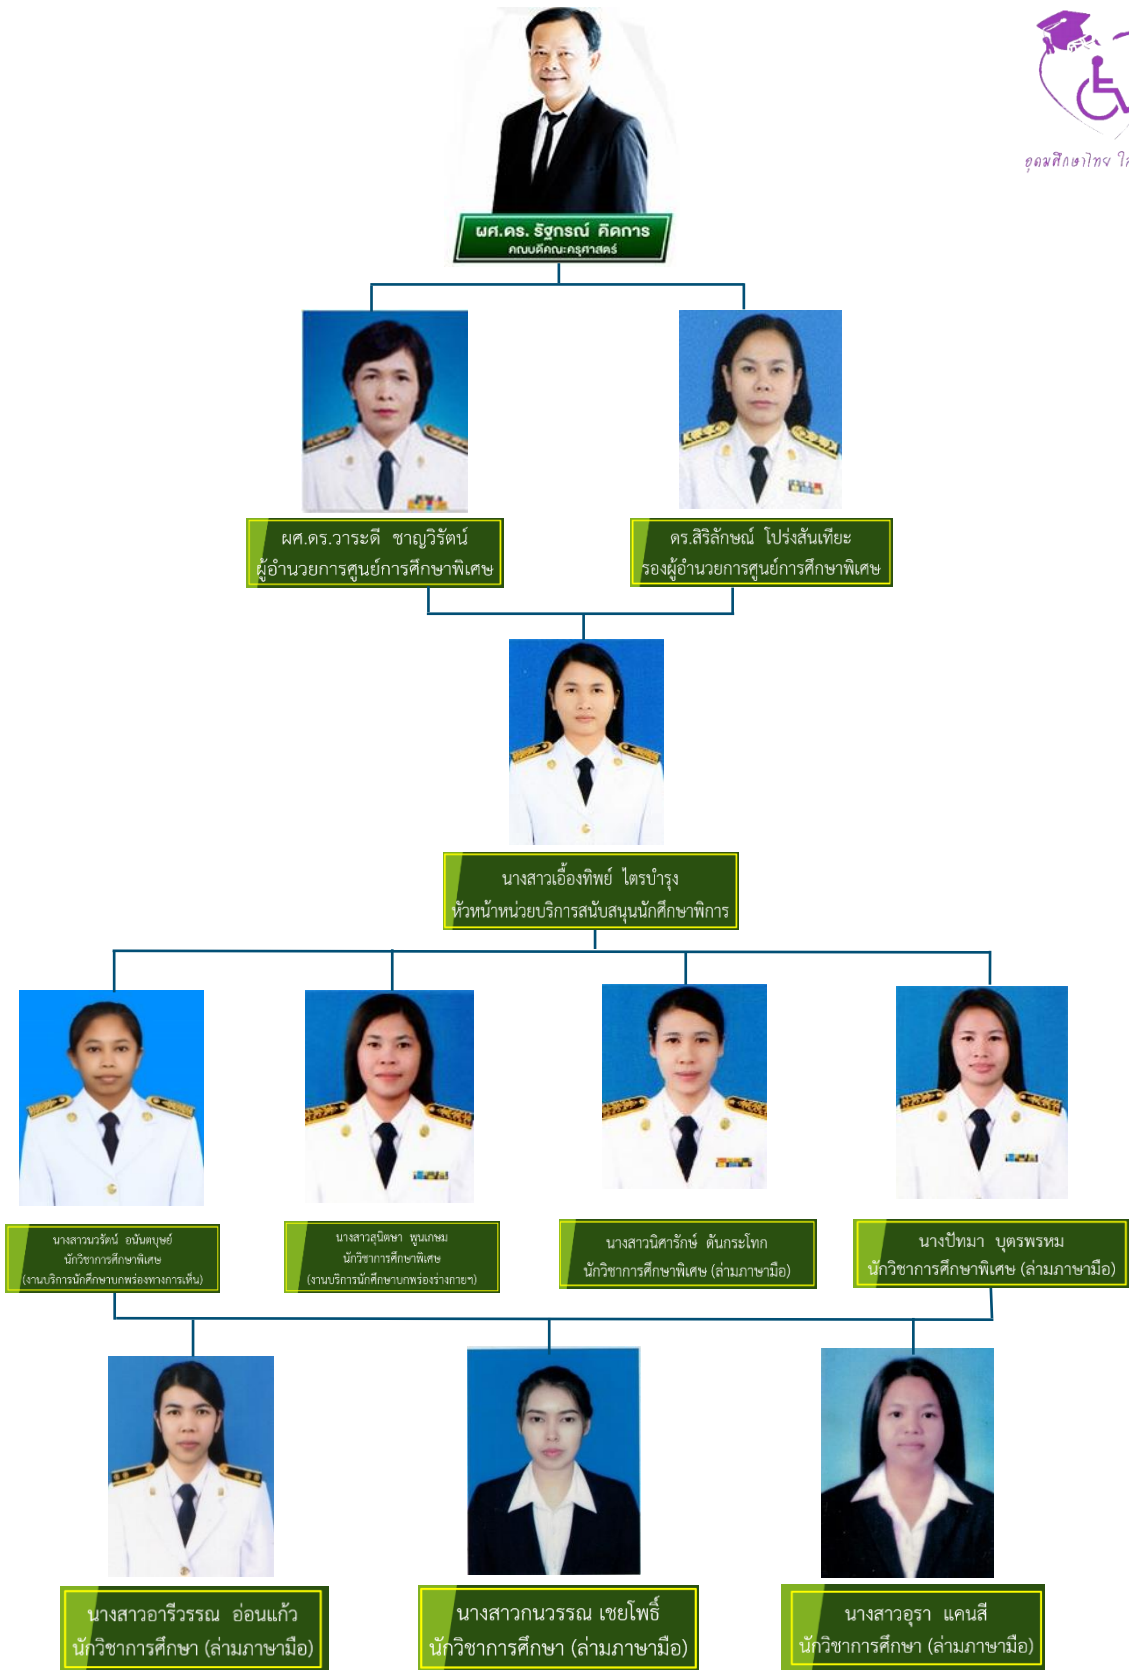 อุดมศึกษาไทย
ผศ.ดร. รัฐกรณ์ คิดการ
คณบดีคณะครุศาสตร์
ผศ.ดร.วาระดี ชาญวิรัตน์
ผู้อำนวยการศูนย์การศึกษาพิเศษ
ดร.สิริลักษณ์ โปร่งสันเทียะ
รองผู้อำนวยการศูนย์การศึกษาพิเศษ
นางสาวเอื้องทิพย์ ไตรบำรุง
หัวหน้าหน่วยบริการสนับสนุนนักศึกษาพิการ
นางสาวนวรัตน์ อนันตบุษย์
นักวิชาการศึกษาพิเศษ
(งานบริการนักศึกษาบกพร่องทางการเห็น)
นางสาวสุนิตษา พูนเกษม
นักวิชาการศึกษาพิเศษ
(งานบริการนักศึกษาบกพร่องร่างกายฯ)
นางสาวนิศารักษ์ ดันกระโทก
นักวิชาการศึกษาพิเศษ (ล่ามภาษามือ)
นางปัทมา บุตรพรหม
นักวิชาการศึกษาพิเศษ (ล่ามภาษามือ)
นางสาวอารีวรรณ อ่อนแก้ว
นักวิชาการศึกษา (ล่ามภาษามือ)
นางสาวกนวรรณ เชยโพธิ์
นักวิชาการศึกษา (ล่ามภาษามือ)
นางสาวอุรา แคนสี
นักวิชาการศึกษา (ล่ามภาษามือ)